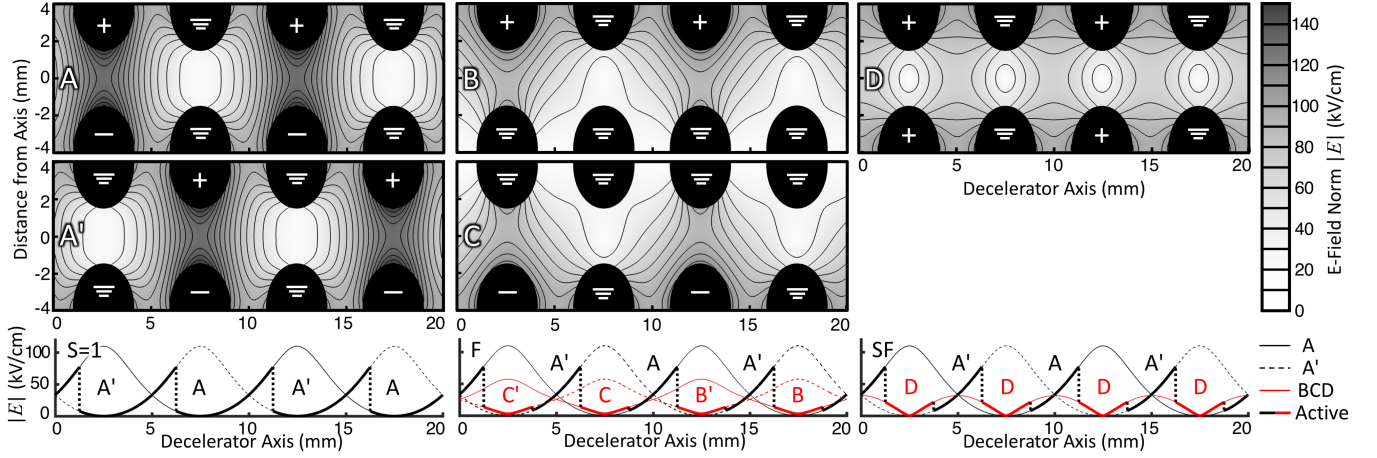 Distance from Axis (mm)
4
2
0
-2
-4
A
+
+
−
−
B
+
+
D
+
+
+
+
0
5
10
15
20
Decelerator Axis (mm)
4
2
0
-2
-4
A'
+
+
−
−
0
5
10
15
20
C
−
−
0
5
10
15
20
140
120
100
80
60
40
20
0
E-Field Norm |E| (kV/cm)
|E| (kV/cm)
100
50
0
S=1
A'
A
A'
A
0
5
10
15
20
Decelerator Axis (mm)
F
A'
A
A'
C'
C
B'
B
0
5
10
15
20
Decelerator Axis (mm)
SF
A'
A
A'
D
D
D
D
0
5
10
15
20
Decelerator Axis (mm)
A
A'
BCD
Active